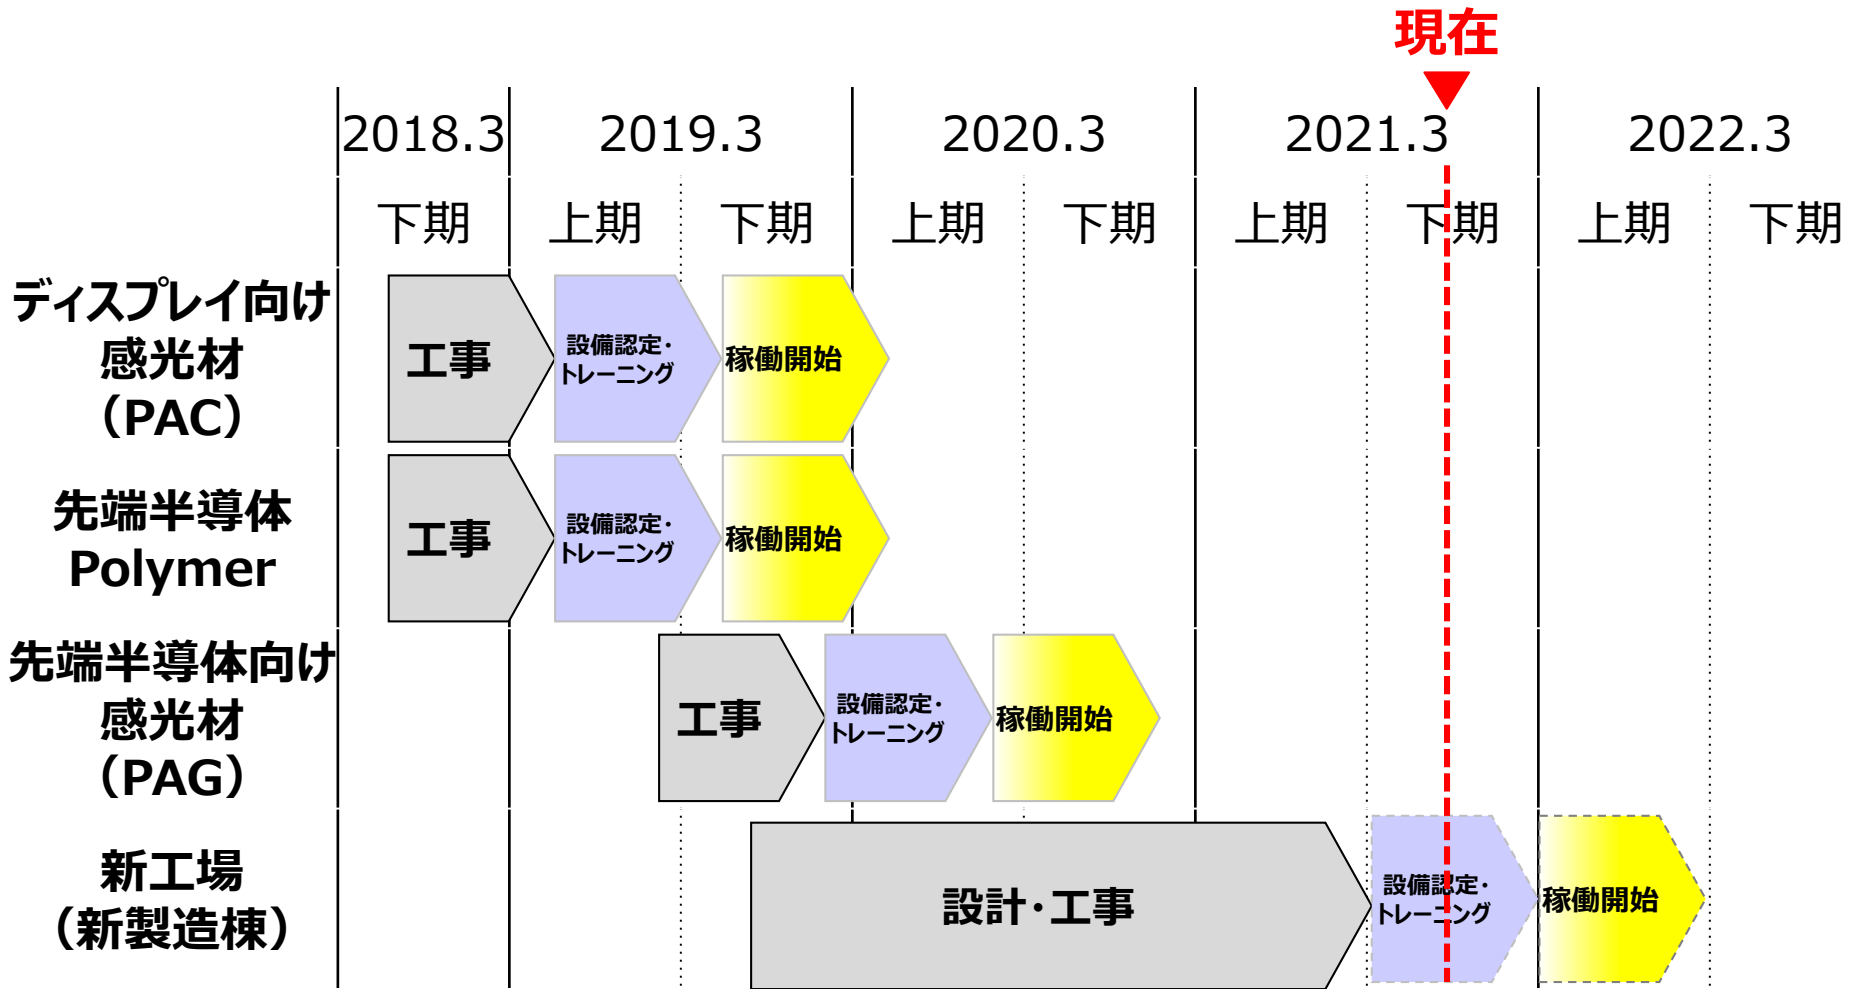 現在
2018.3
2019.3
2020.3
2021.3
2022.3
下期
上期
下期
上期
下期
上期
下期
上期
下期
ディスプレイ向け
感光材
（PAC）
工事
設備認定・
トレーニング
稼働開始
先端半導体
Polymer
工事
設備認定・
トレーニング
稼働開始
先端半導体向け
感光材
（PAG）
工事
設備認定・
トレーニング
稼働開始
新工場
（新製造棟）
設計・工事
設備認定・
トレーニング
稼働開始